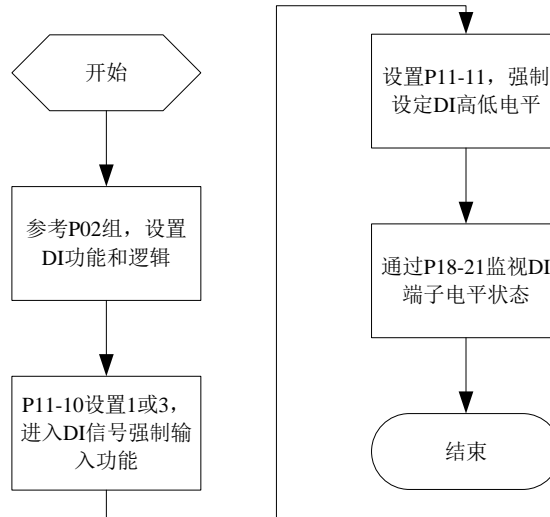 开始
参考P02组，设置
DI功能和逻辑
P11-10设置1或3，
进入DI信号强制输
入功能
设置P11-11，强制
设定DI高低电平
通过P18-21监视DI
端子电平状态
结束